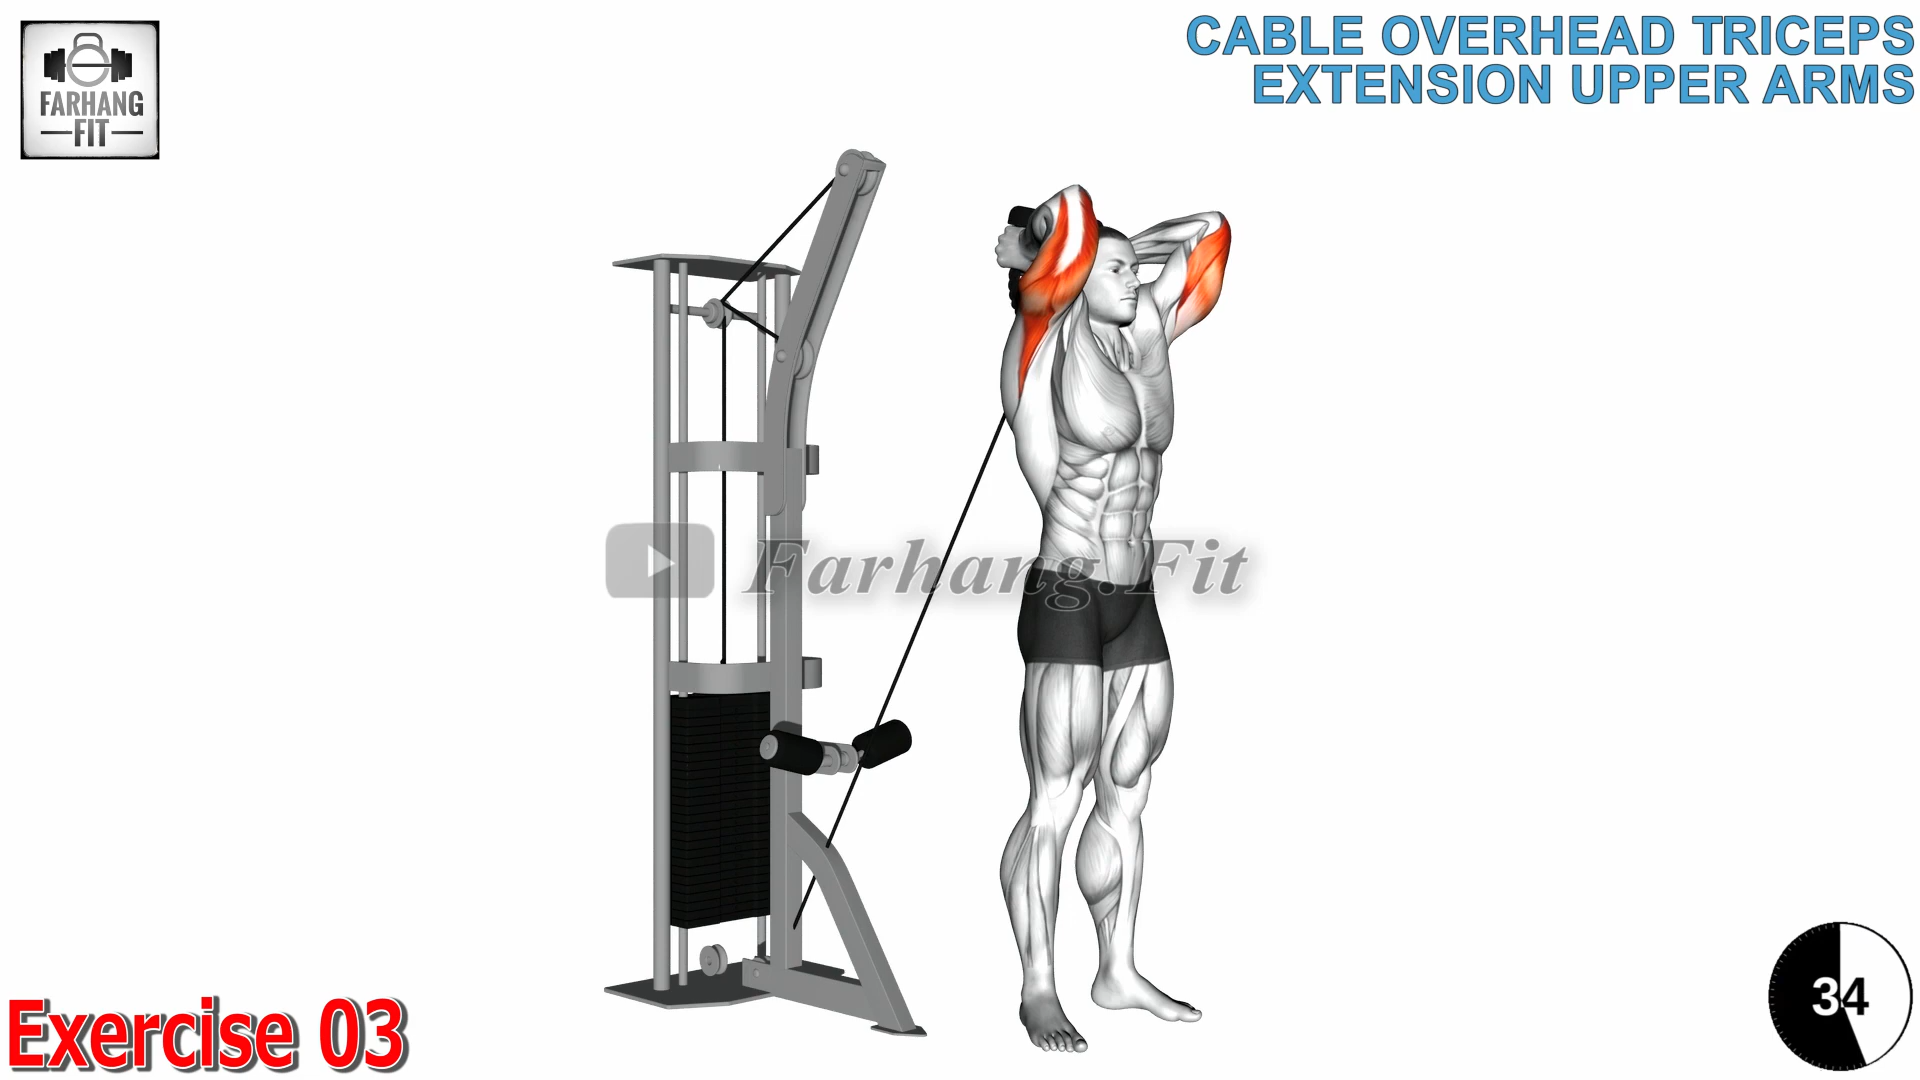 FARHANG
FIT
CABLE OVERHEAD TRICEPS
EXTENSION UPPER ARMS
Farhang.Fit
Exercise 03
34